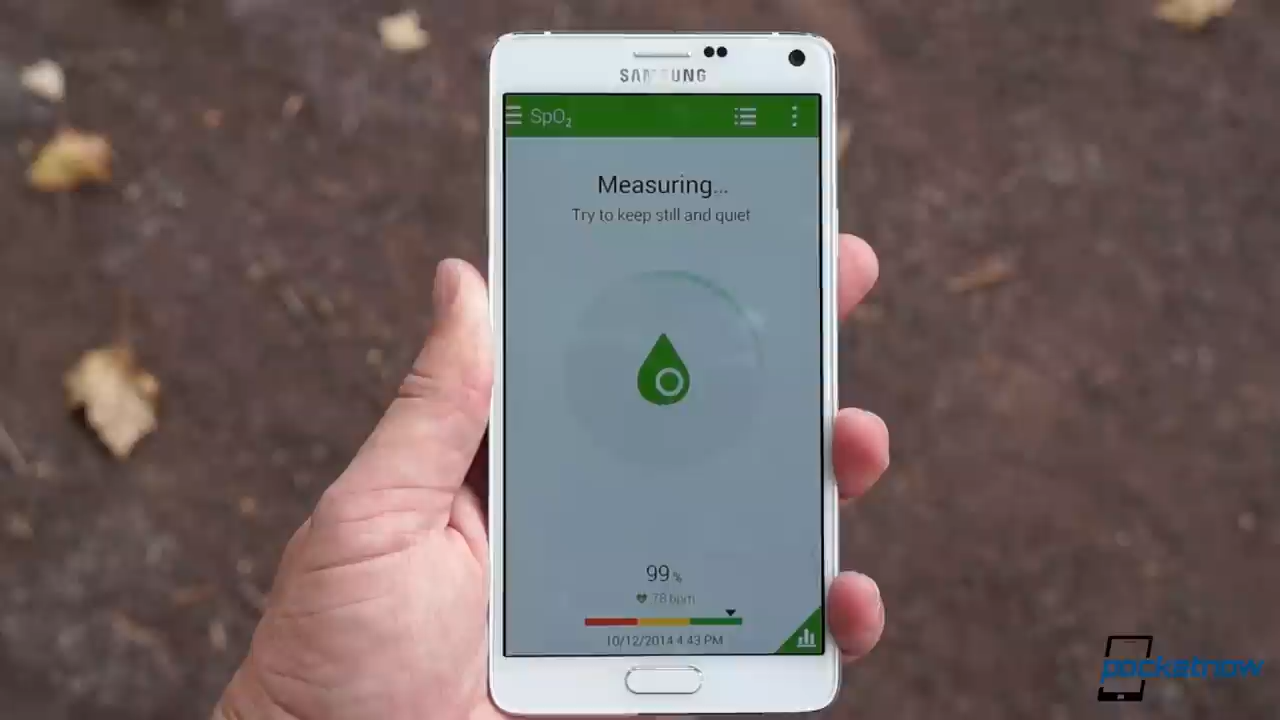 SAMSUNG
SpO₂
Measuring...
Try to keep still and quiet
99 %
78 bpm
10/12/2014 4:43 PM
pocketnow